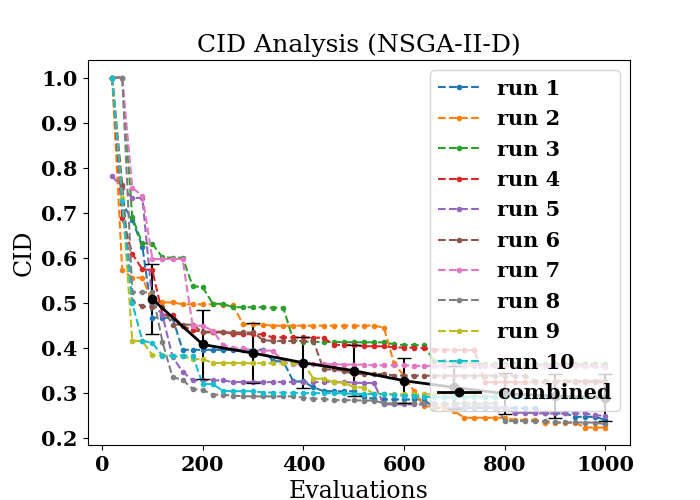 CID Analysis (NSGA-II-D)
1.0
0.9
0.8
0.7
0.6
0.5
0.4
0.3
0.2
CID
run 1
run 2
run 3
run 4
run 5
run 6
run 7
run 8
run 9
run 10
combined
0 200 400 600 800 1000
Evaluations